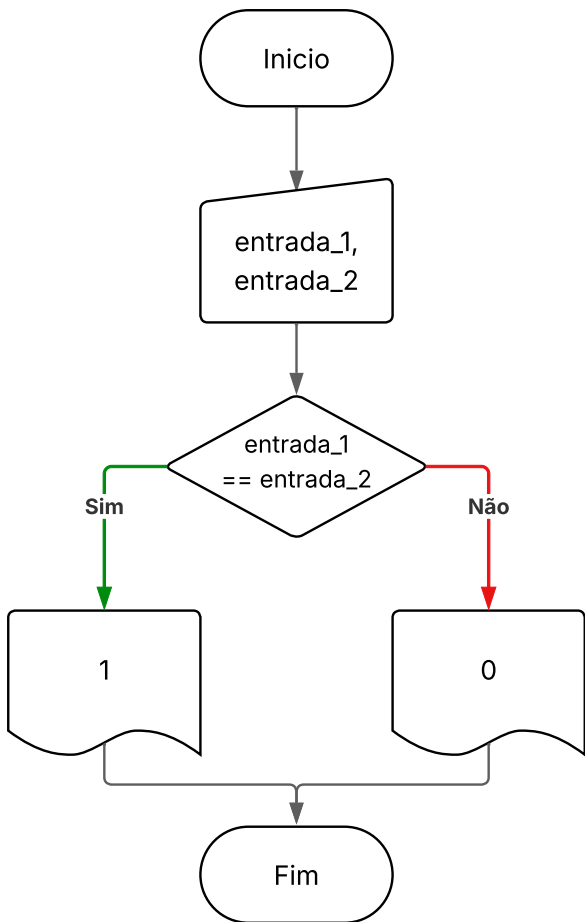 Inicio
entrada_1,
entrada_2
entrada_1
== entrada_2
Sim
Não
1
0
Fim